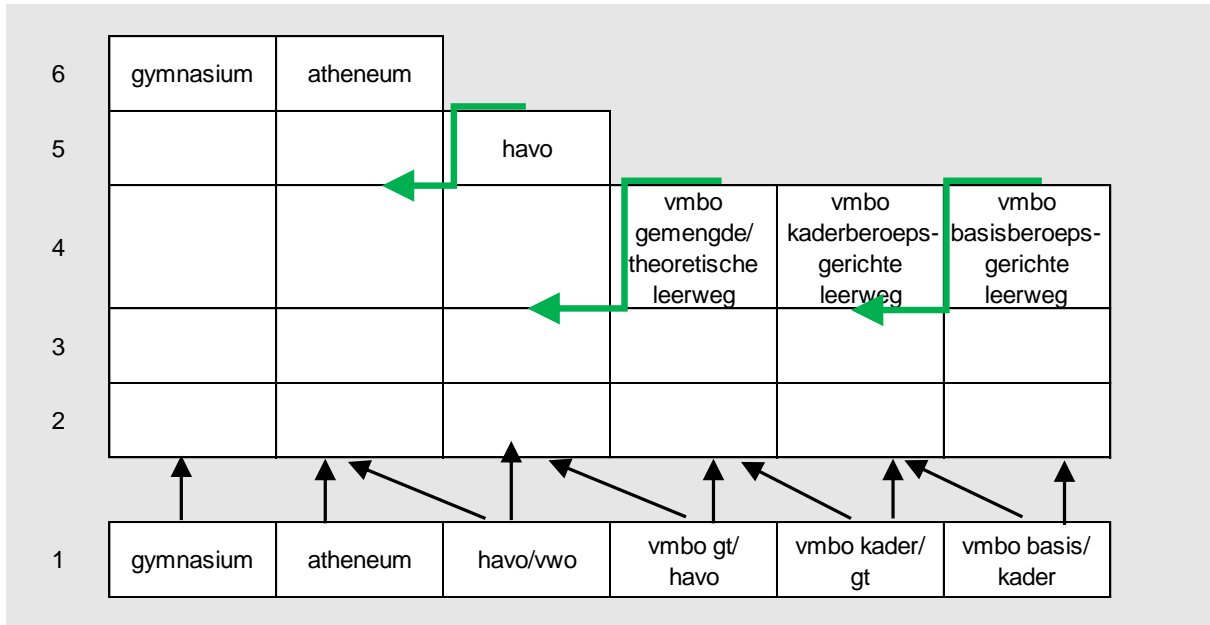 6
gymnasium
atheneum
5
havo
4
vmbo
gemengde/
theoretische
leerweg
vmbo
kaderberoeps-
gerichte
leerweg
vmbo
basisberoeps-
gerichte
leerweg
3
2
1
gymnasium
atheneum
havo/vwo
vmbo gt/
havo
vmbo kader/
gt
vmbo basis/
kader